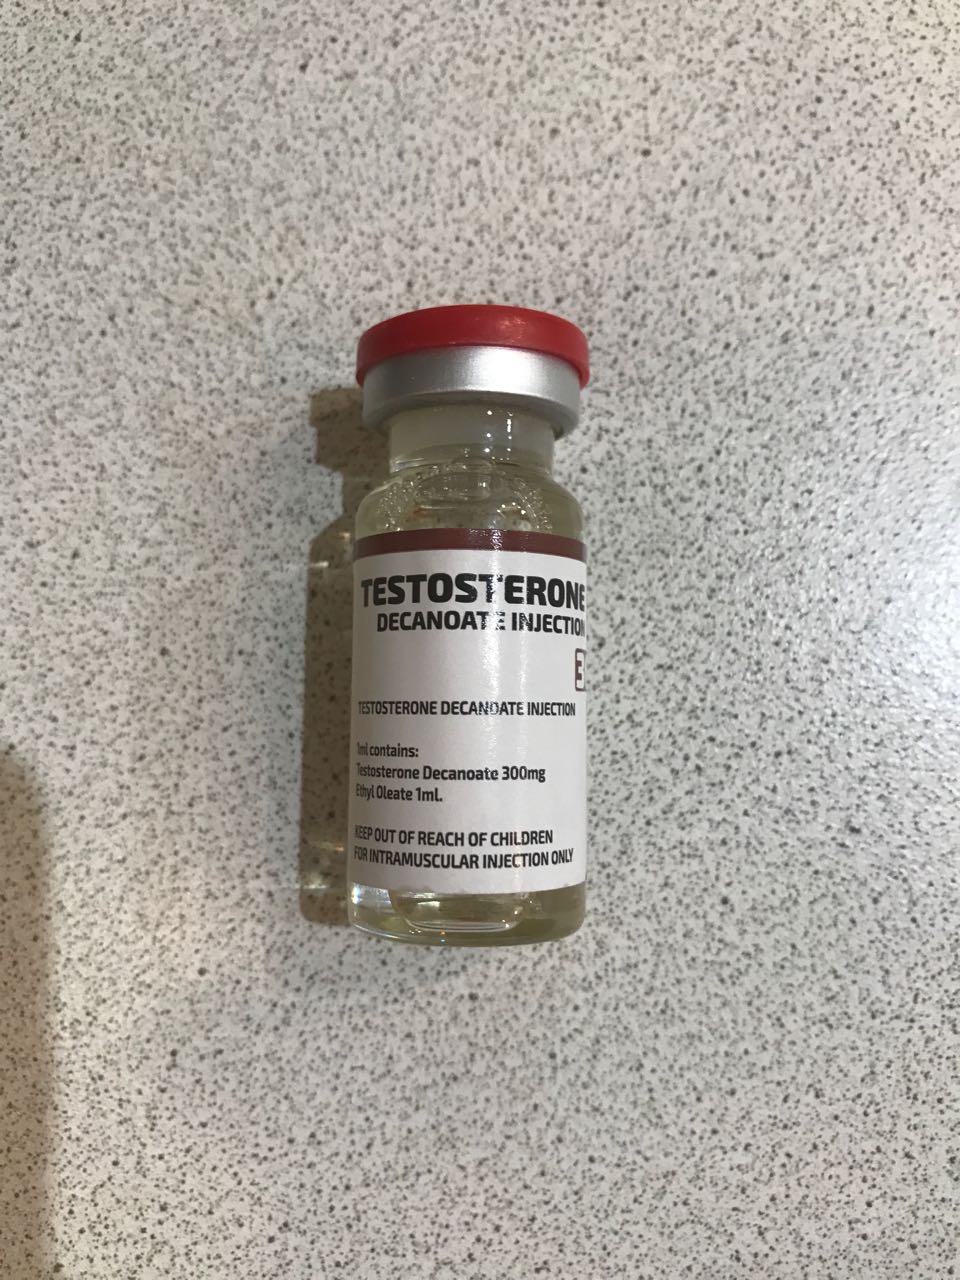 TESTOSTERONE
DECANOATE INJECTION
3
TESTOSTERONE DECANOATE INJECTION
1ml contains:
Testosterone Decanoate 300mg
Ethyl Oleate 1ml.
KEEP OUT OF REACH OF CHILDREN
FOR INTRAMUSCULAR INJECTION ONLY